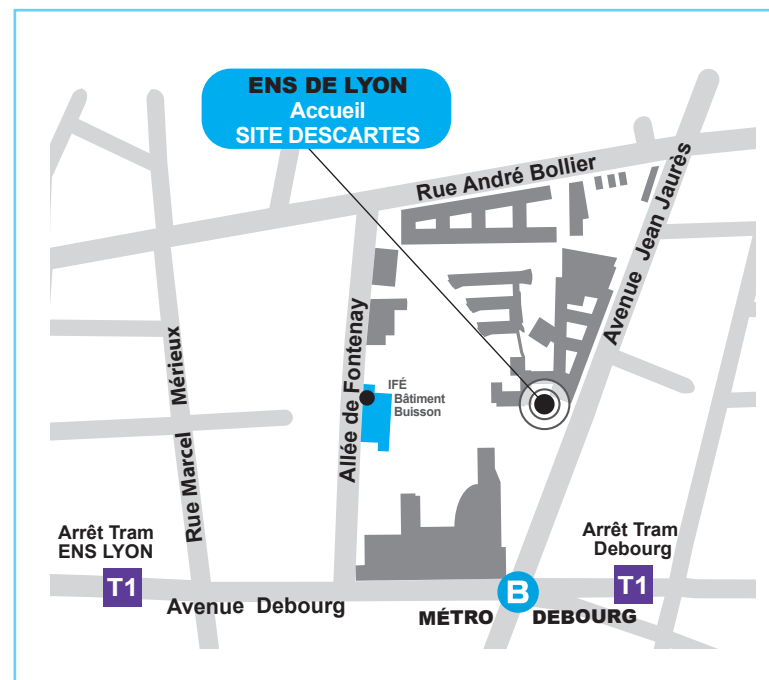 ENS DE LYON
Accueil
SITE DESCARTES
Rue André Bollier
Avenue Jean Jaurès
Rue Marcel Mérieux
Allée de Fontenay
IFÉ
Bâtiment
Buisson
Arrêt Tram
ENS LYON
T1
Arrêt Tram
Debourg
T1
Avenue Debourg
B
MÉTRO DEBOURG